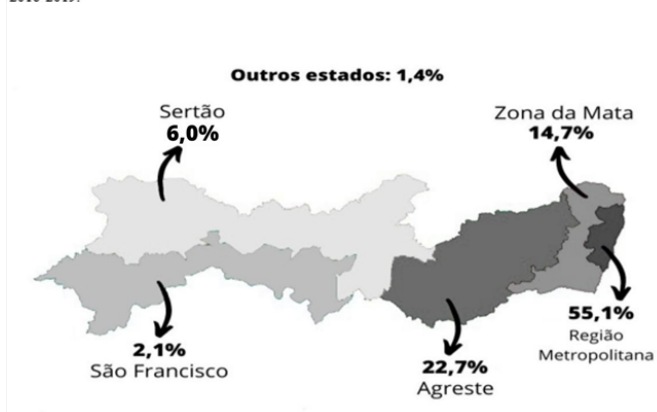 Outros estados: 1,4%
Sertão
6,0%
Zona da Mata
14,7%
55,1%
Região
Metropolitana
2,1%
São Francisco
22,7%
Agreste